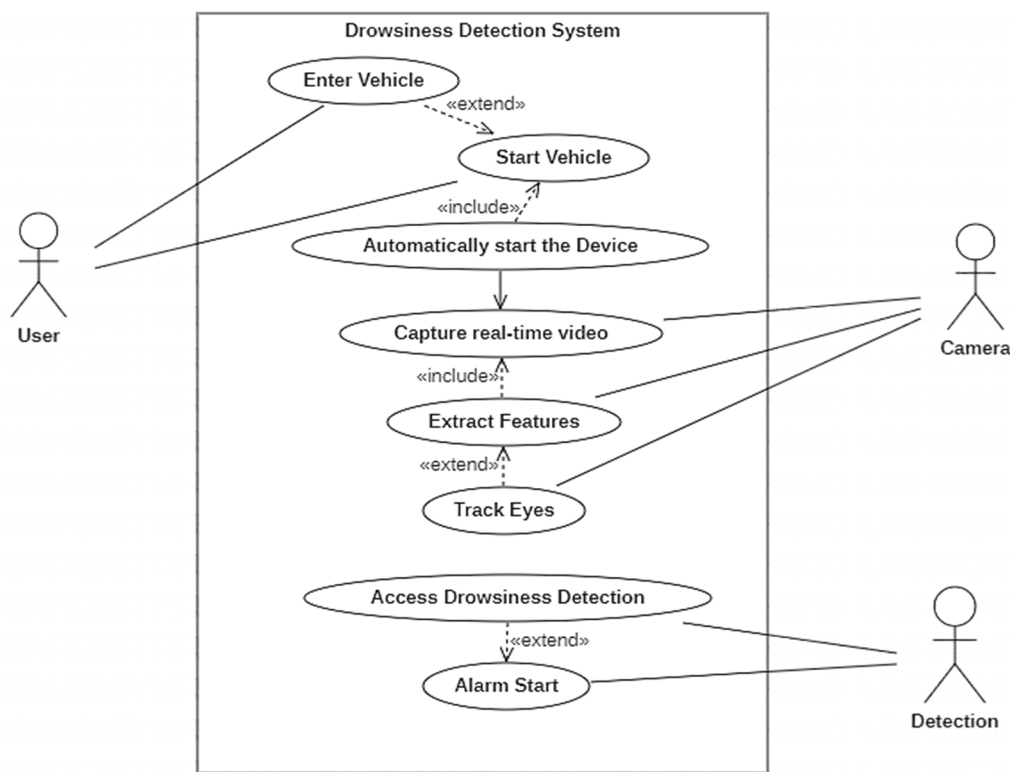 Drowsiness Detection System
Enter Vehicle
«extend»
Start Vehicle
«include»
Automatically start the Device
User
Capture real-time video
Camera
«include»
Extract Features
«extend»
Track Eyes
Access Drowsiness Detection
«extend»
Alarm Start
Detection